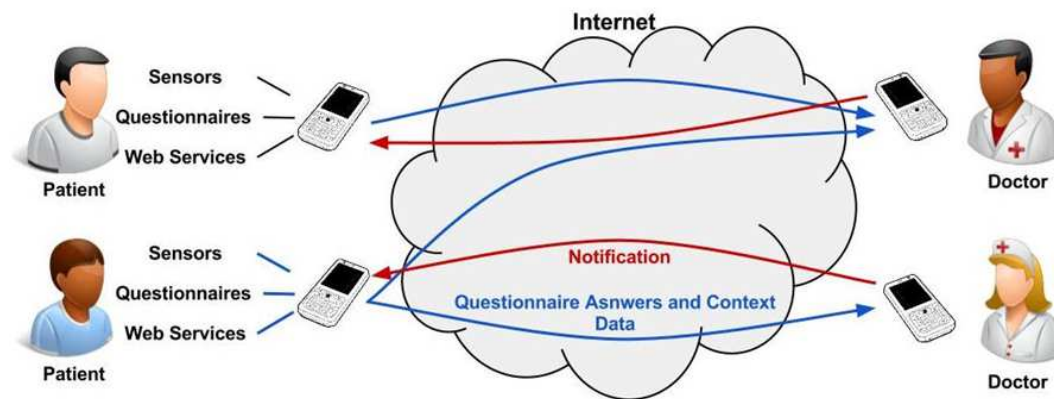 Internet
Sensors
Questionnaires
Web Services
Patient
Doctor
Sensors
Questionnaires
Web Services
Patient
Notification
Questionnaire Asnwers and Context
Data
Doctor